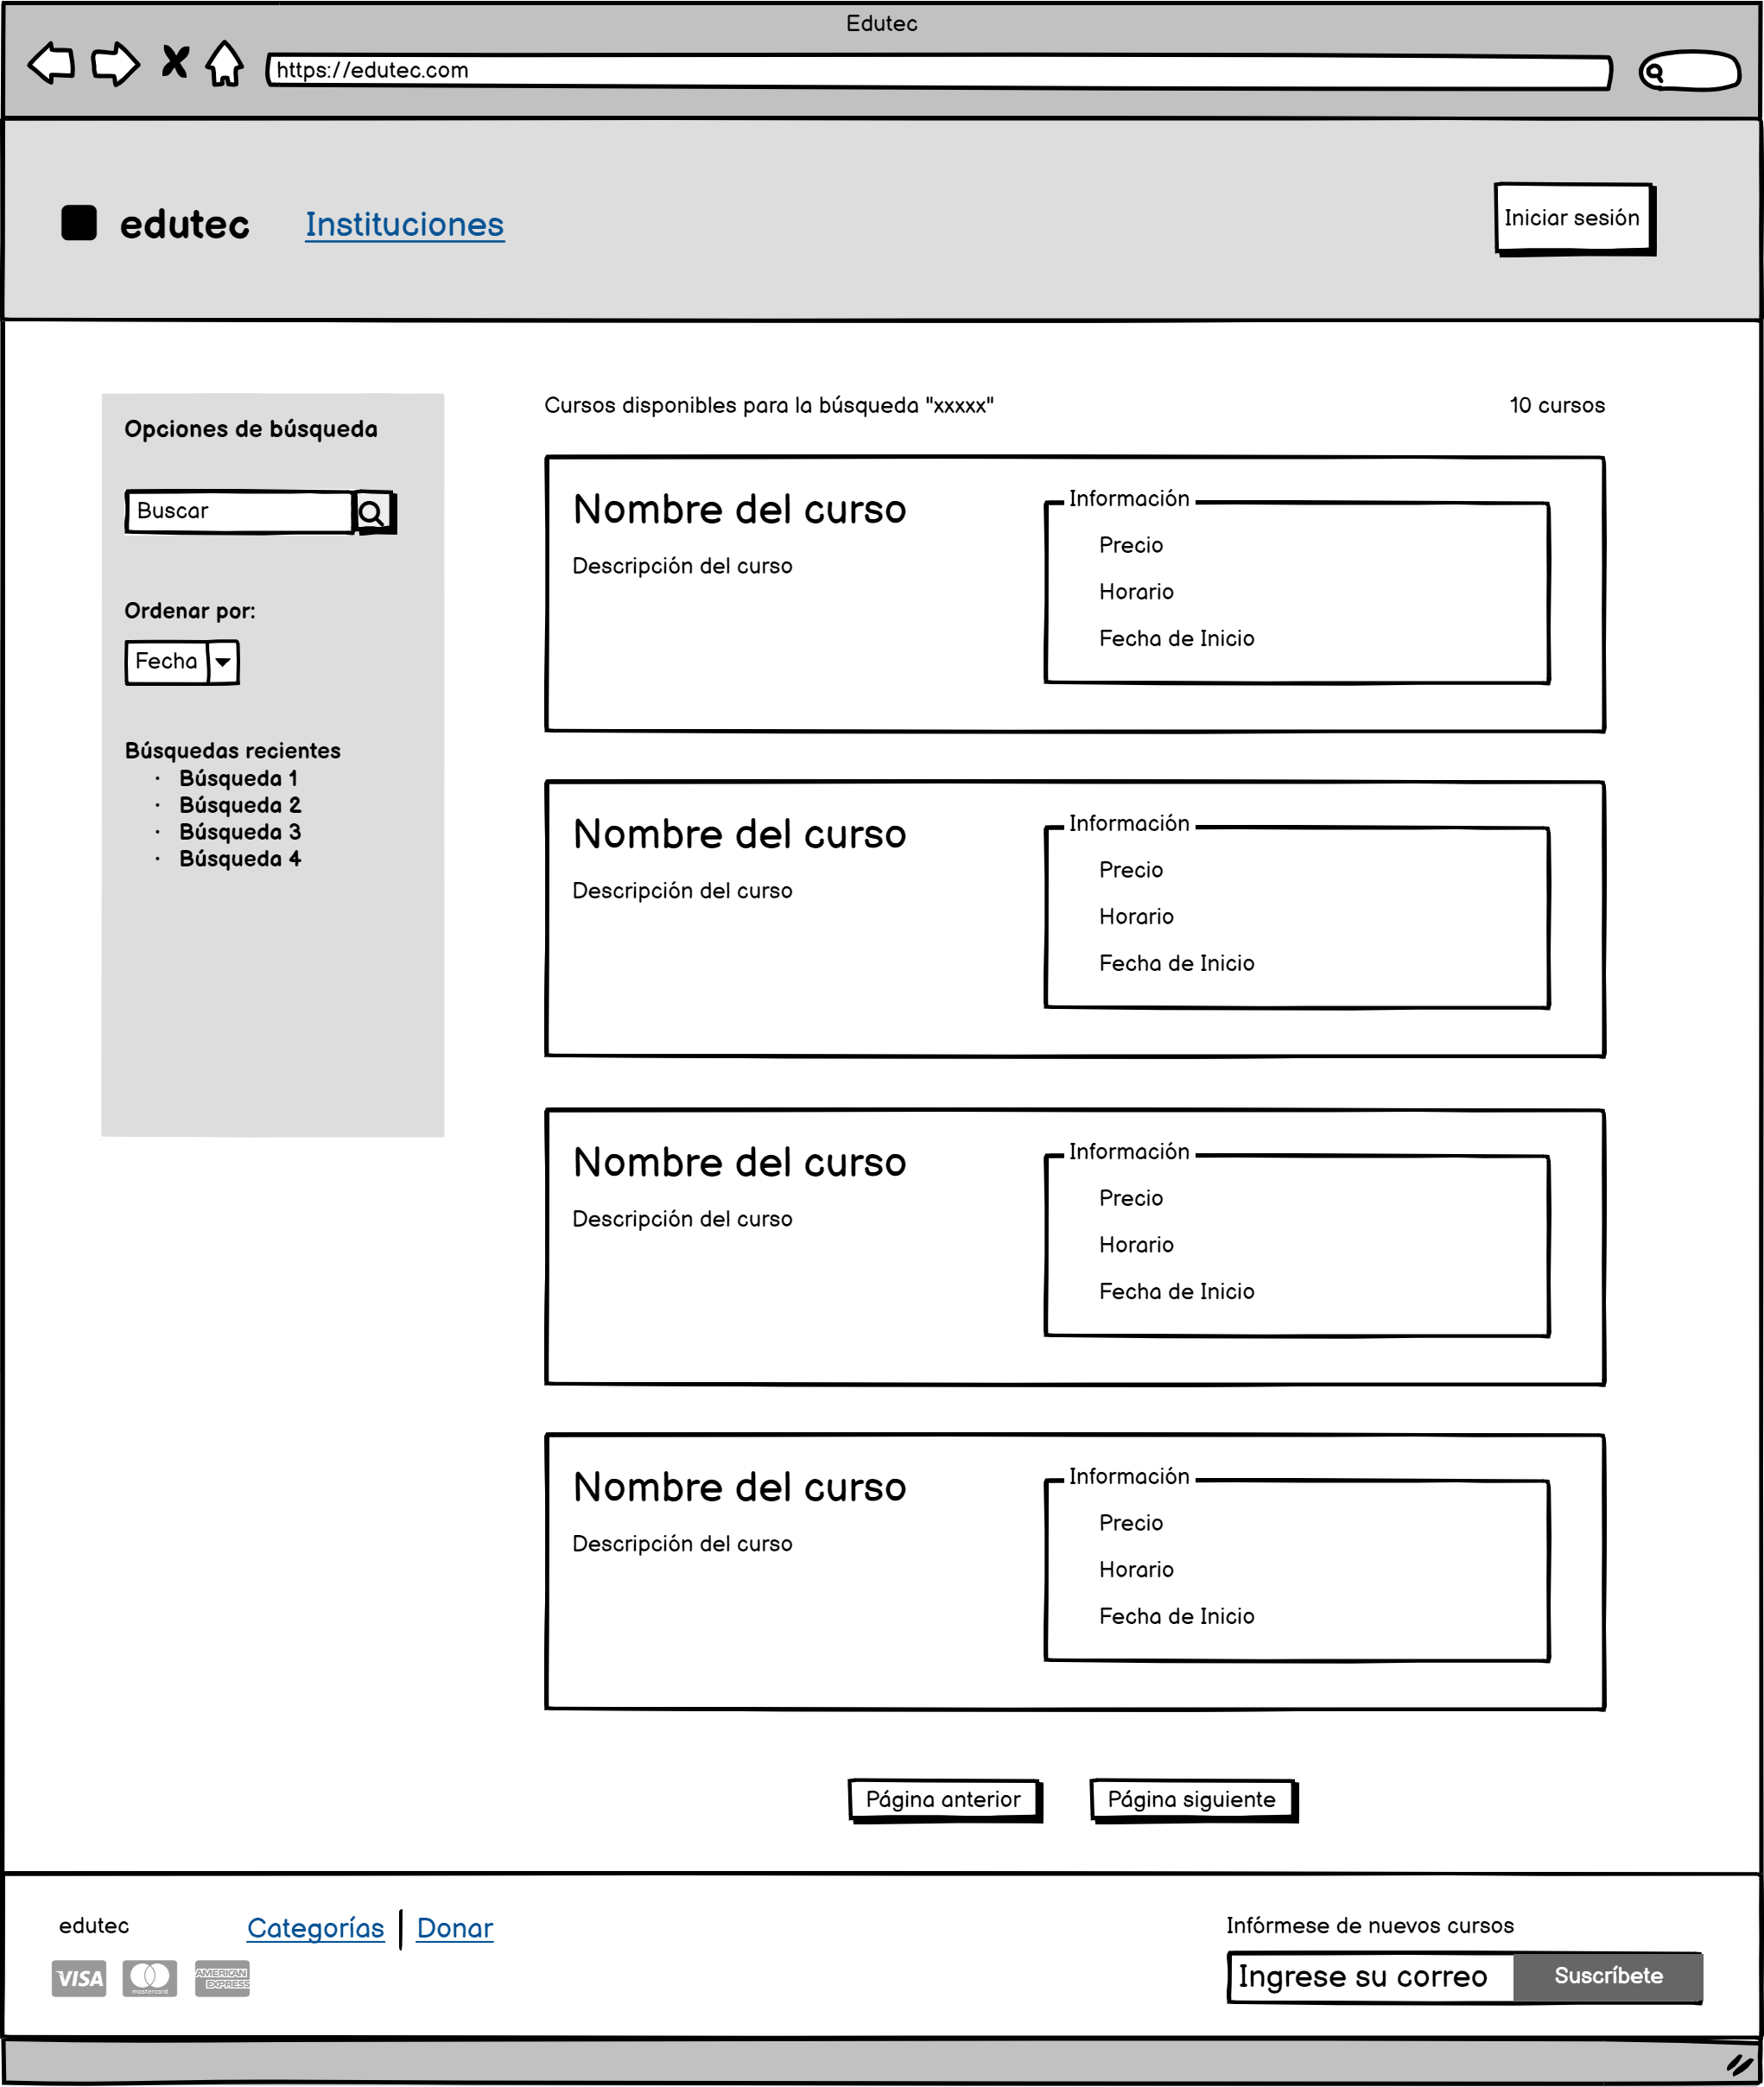 Edutec
https://edutec.com
edutec Instituciones
Iniciar sesión
Opciones de búsqueda
Buscar
Ordenar por:
Fecha
Búsquedas recientes
· Búsqueda 1
· Búsqueda 2
· Búsqueda 3
· Búsqueda 4
Cursos disponibles para la búsqueda "xxxxx"
10 cursos
Nombre del curso
Descripción del curso
Información
Precio
Horario
Fecha de Inicio
Nombre del curso
Descripción del curso
Información
Precio
Horario
Fecha de Inicio
Nombre del curso
Descripción del curso
Información
Precio
Horario
Fecha de Inicio
Nombre del curso
Descripción del curso
Información
Precio
Horario
Fecha de Inicio
Página anterior
Página siguiente
edutec
Categorías
Donar
VISA
mastercard
AMERICAN
EXPRESS
Infórmese de nuevos cursos
Ingrese su correo
Suscríbete